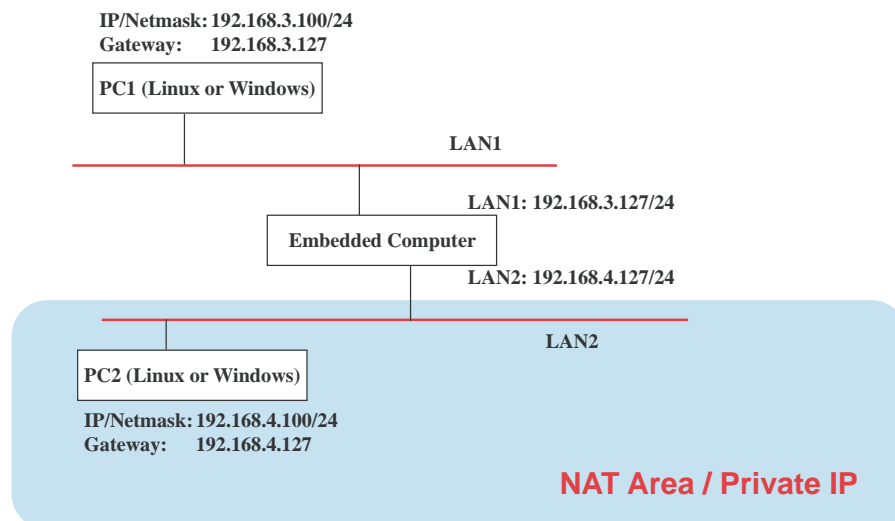 IP/Netmask: 192.168.3.100/24
Gateway: 192.168.3.127
PC1 (Linux or Windows)
LAN1
LAN1: 192.168.3.127/24
Embedded Computer
LAN2: 192.168.4.127/24
LAN2
PC2 (Linux or Windows)
IP/Netmask: 192.168.4.100/24
Gateway: 192.168.4.127
NAT Area / Private IP